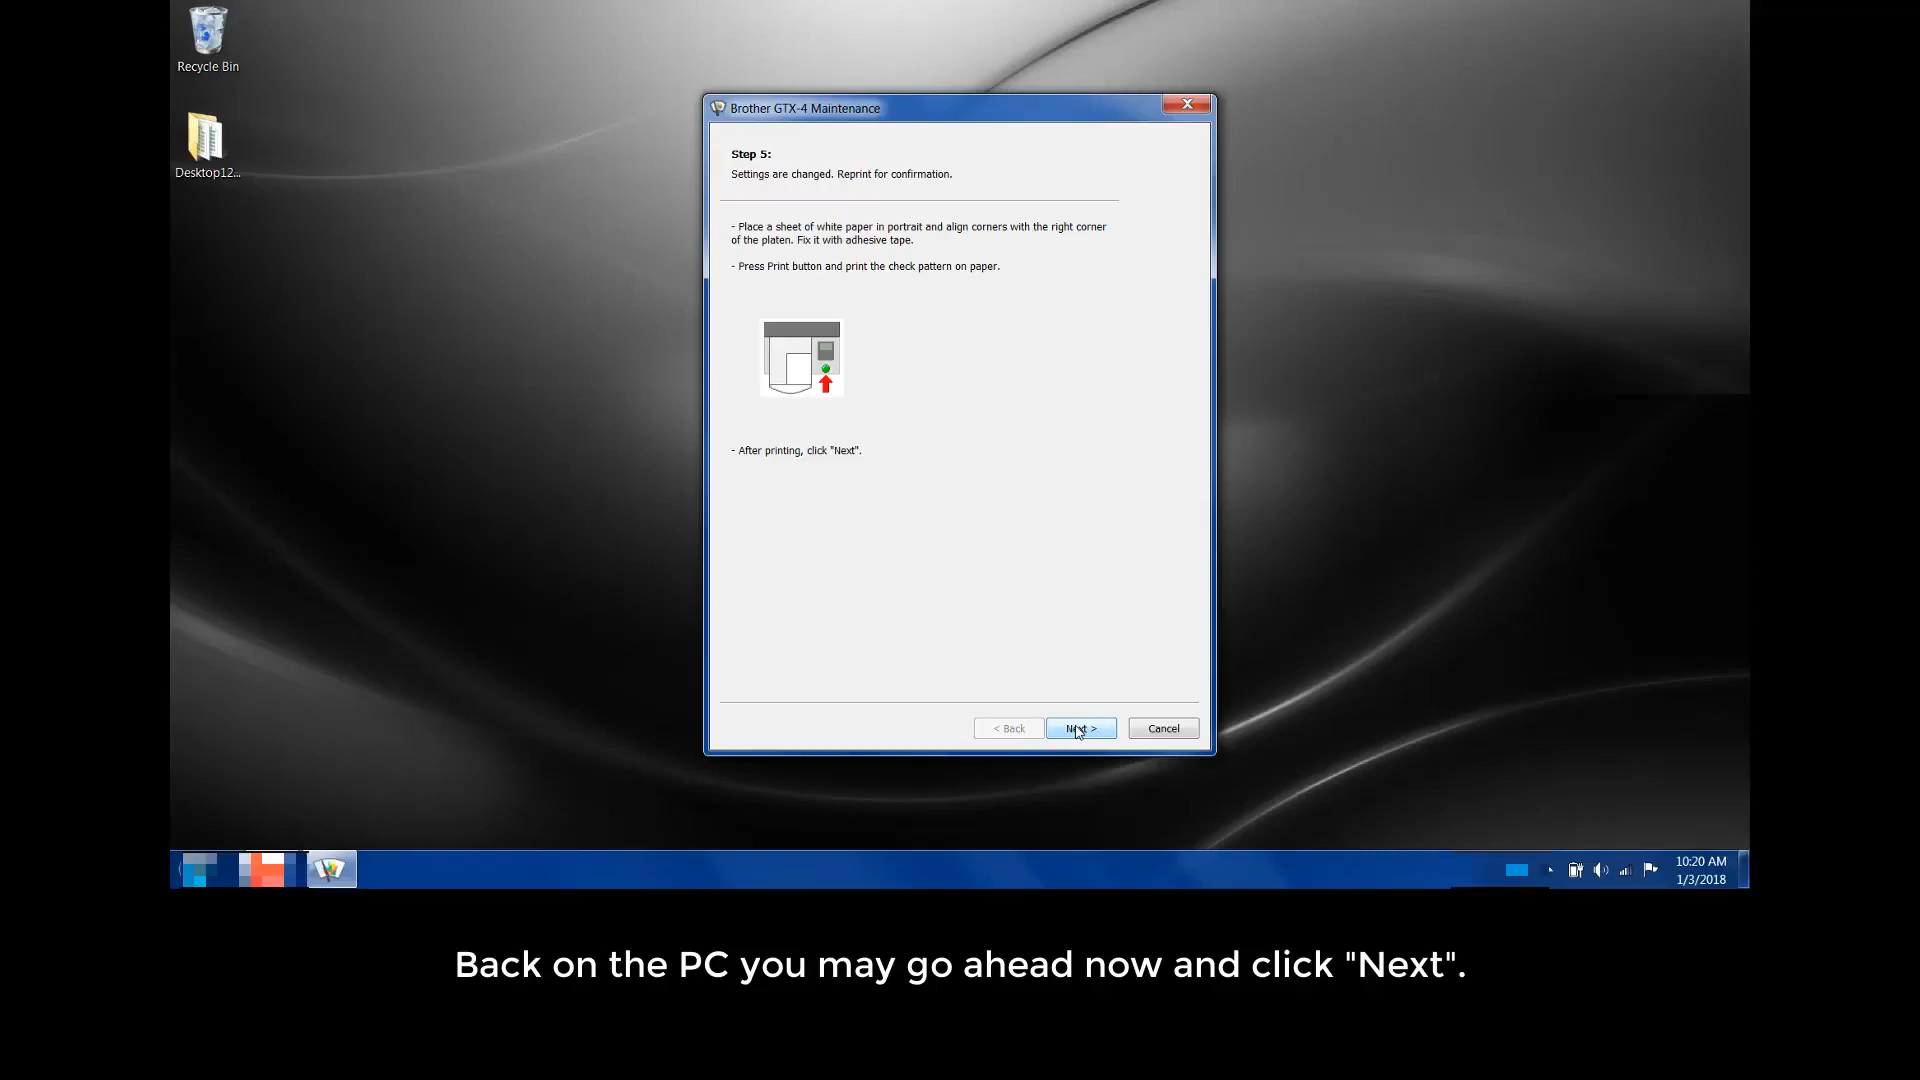 Recycle Bin
Desktop12...
Brother GTX-4 Maintenance
Step 5:
Settings are changed. Reprint for confirmation.
- Place a sheet of white paper in portrait and align corners with the right corner
of the platen. Fix it with adhesive tape.
- Press Print button and print the check pattern on paper.
- After printing, click "Next".
< Back
Next >
Cancel
10:20 AM
1/3/2018
Back on the PC you may go ahead now and click "Next".